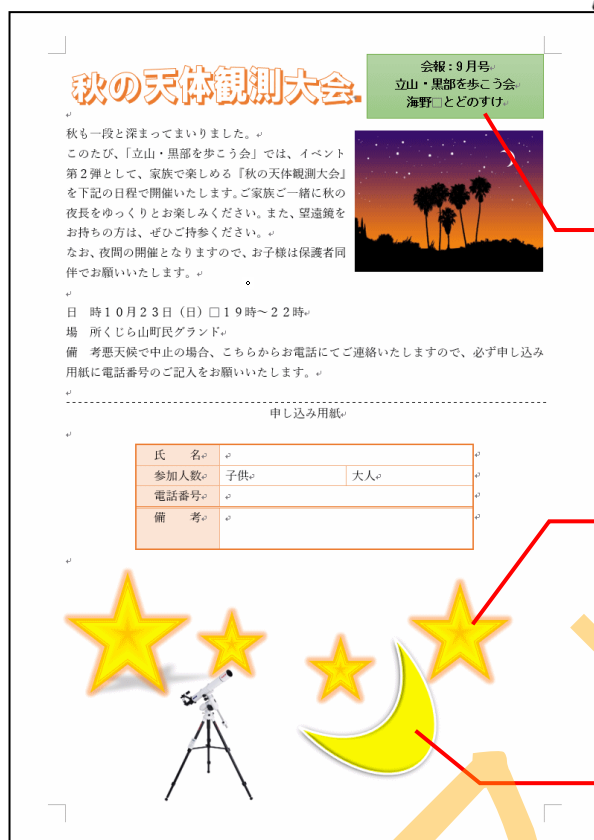 秋の天体観測大会
会報：９月号
立山・黒部を歩こう会
海野□とどのすけ
秋も一段と深まってまいりました。
このたび、「立山・黒部を歩こう会」では、イベント
第２弾として、家族で楽しめる『秋の天体観測大会』
を下記の日程で開催いたします。ご家族ご一緒に秋の
夜長をゆっくりとお楽しみください。また、望遠鏡を
お持ちの方は、ぜひご持参ください。
なお、夜間の開催となりますので、お子様は保護者同
伴でお願いいたします。
日　時１０月２３日（日）□１９時～２２時
場　所くじら山町民グランド
備　考悪天候で中止の場合、こちらからお電話にてご連絡いたしますので、必ず申し込み
用紙に電話番号のご記入をお願いいたします。
申し込み用紙
氏　　名
参加人数 子供 大人
電話番号
備　　考